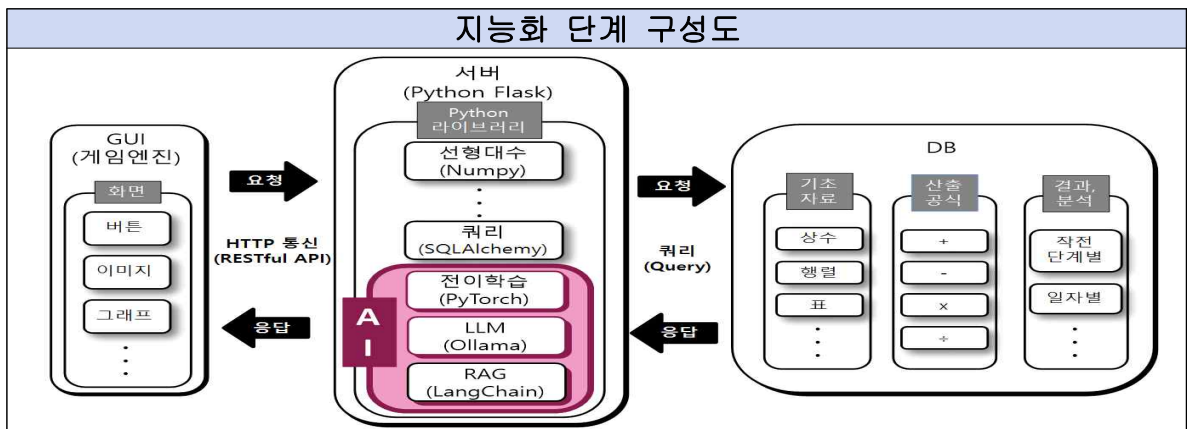 지능화 단계 구성도
GUI
(게임엔진)
화면
버튼
이미지
그래프
요청
HTTP 통신
(RESTful API)
응답
서버
(Python Flask)
Python
라이브러리
선형대수
(Numpy)
쿼리
(SQLAlchemy)
A
I
전이학습
(PyTorch)
LLM
(Ollama)
RAG
(LangChain)
요청
쿼리
(Query)
응답
DB
기초
자료
상수
행렬
표
산출
공식
+
-
×
÷
결과,
분석
작전
단계별
일자별